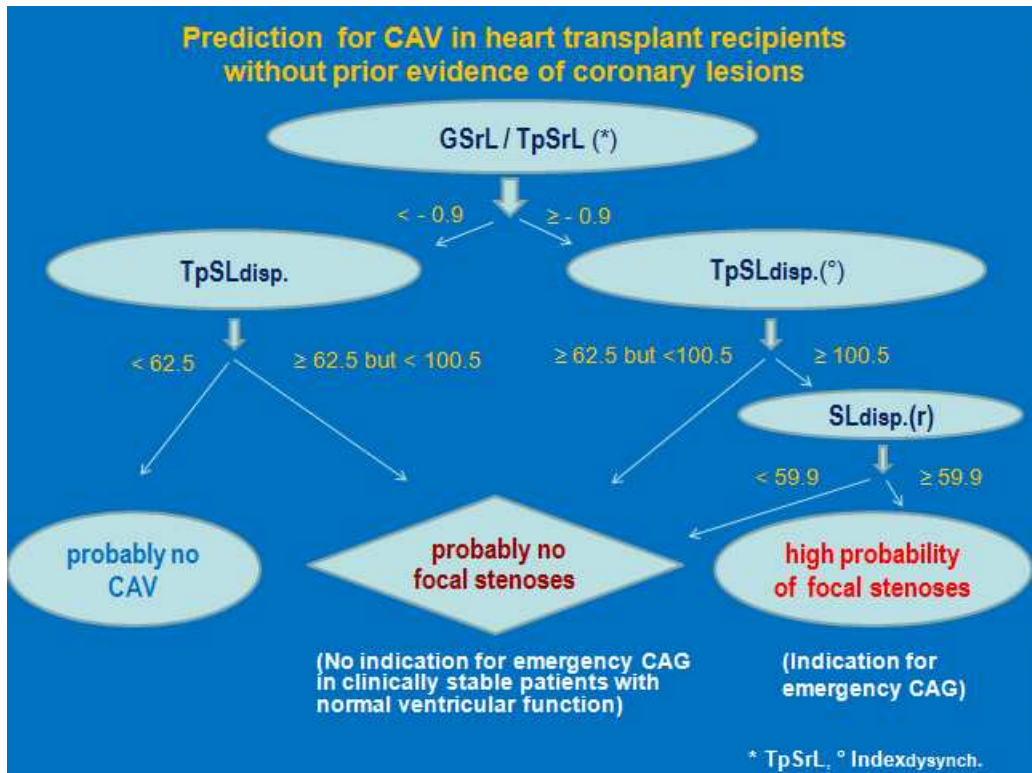 Prediction for CAV in heart transplant recipients
without prior evidence of coronary lesions
GSrL / TpSrL (*)
< - 0.9
≥ - 0.9
TpSLdisp.
TpSLdisp.(°)
< 62.5
≥ 62.5 but < 100.5
≥ 62.5 but <100.5
≥ 100.5
SLdisp.(r)
< 59.9
≥ 59.9
probably no
CAV
probably no
focal stenoses
high probability
of focal stenoses
(No indication for emergency CAG
in clinically stable patients with
normal ventricular function)
(Indication for
emergency CAG)
* TpSrL, ° Indexdysynch.